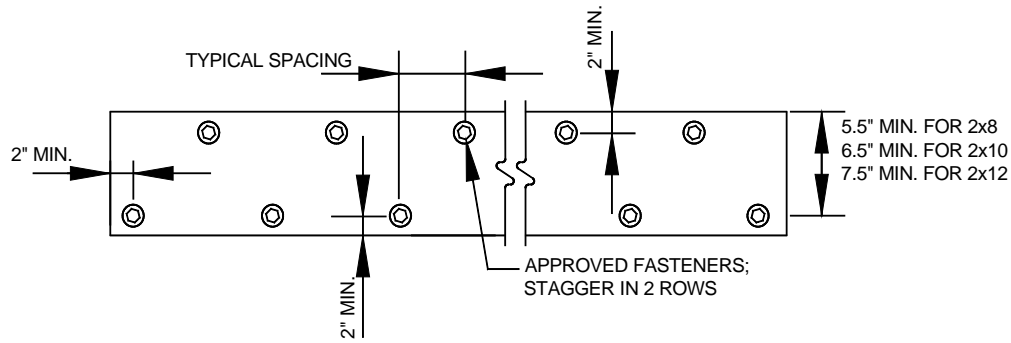 2" MIN.
TYPICAL SPACING
2" MIN.
5.5" MIN. FOR 2x8
6.5" MIN. FOR 2x10
7.5" MIN. FOR 2x12
APPROVED FASTENERS;
STAGGER IN 2 ROWS
2" MIN.